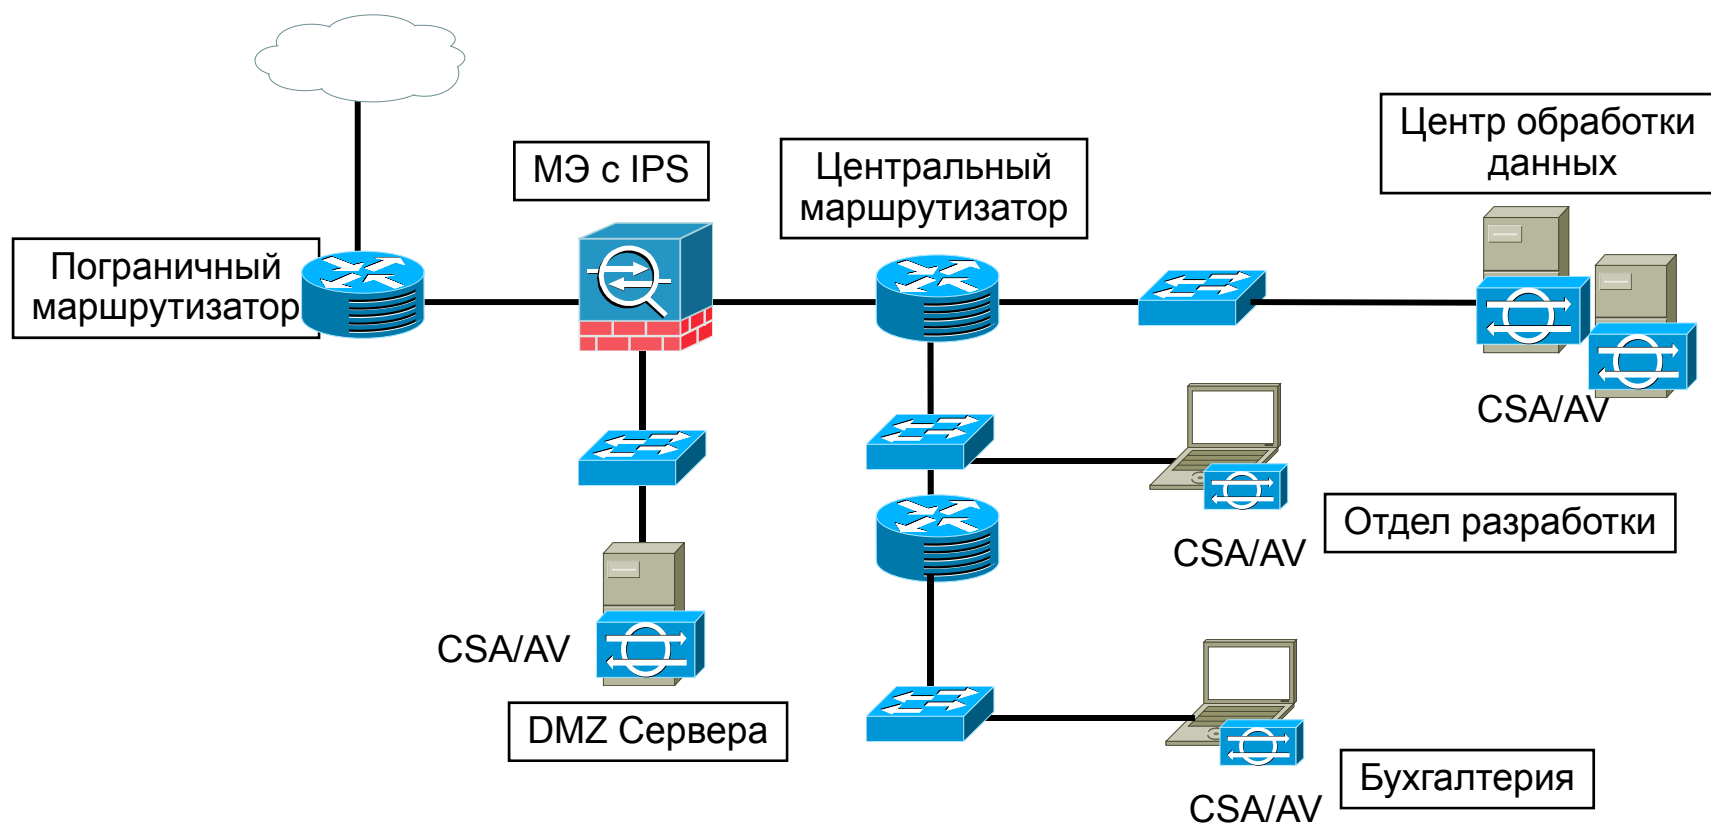 Центр обработки
данных
МЭ с IPS
Центральный
маршрутизатор
Пограничный
маршрутизатор
CSA/AV
Отдел разработки
CSA/AV
CSA/AV
DMZ Сервера
Бухгалтерия
CSA/AV